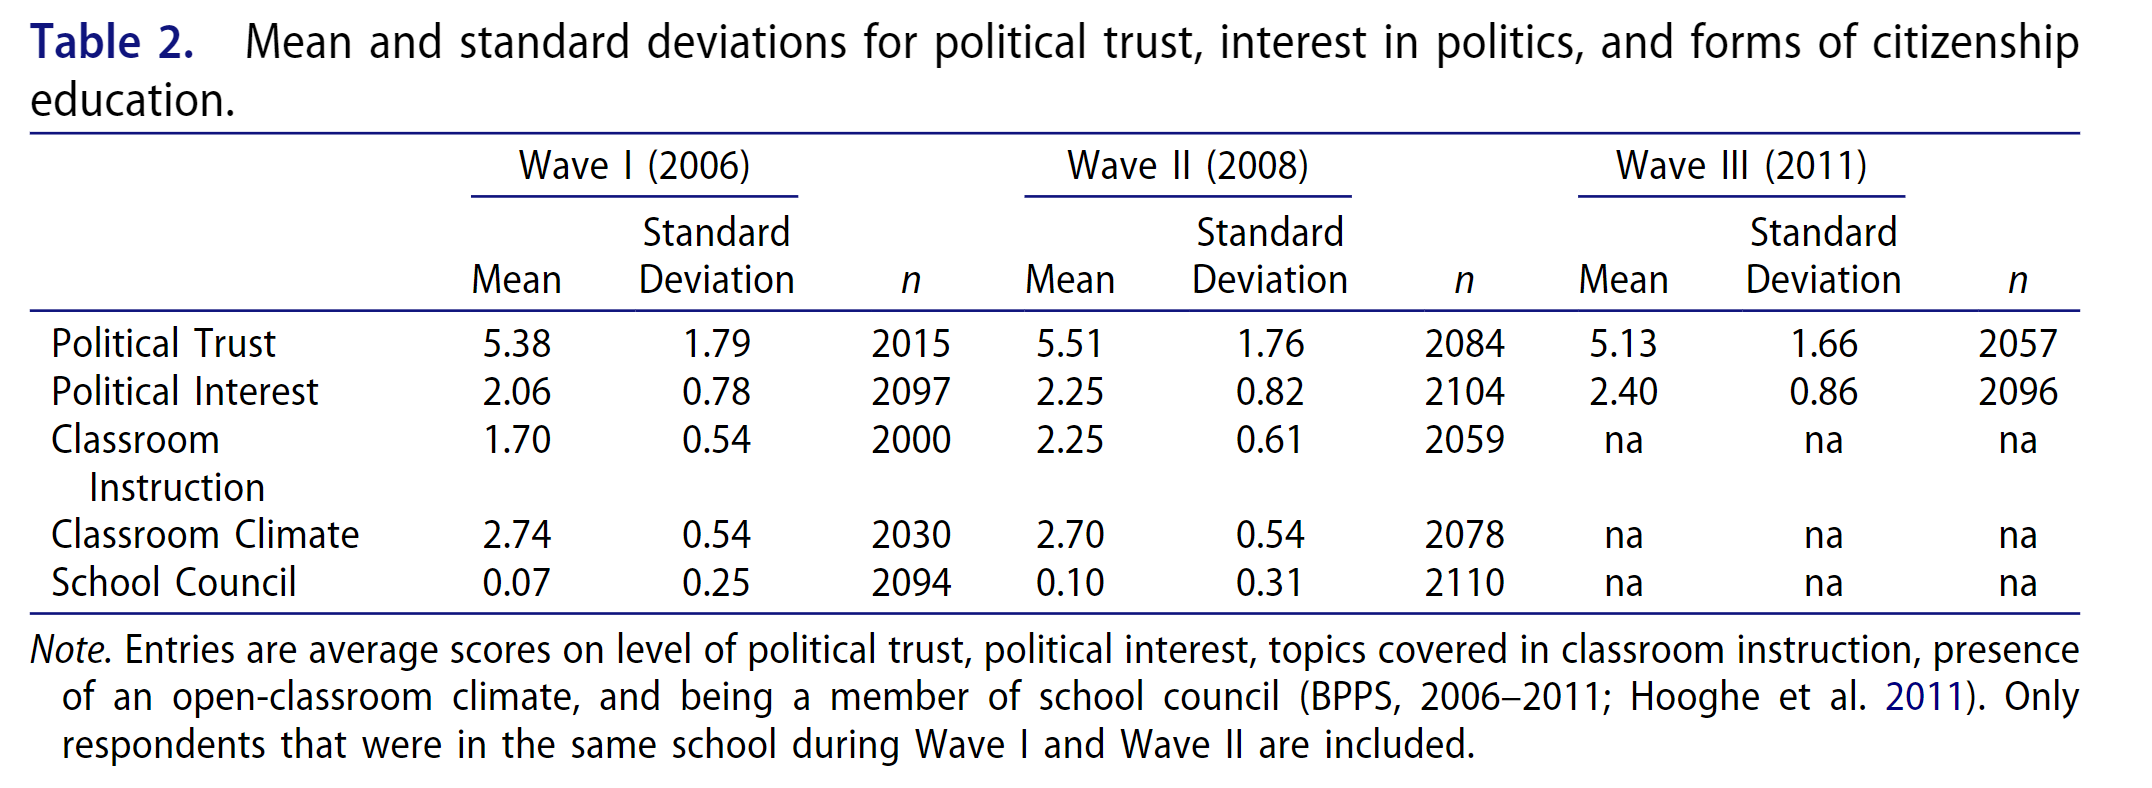 Table 2. Mean and standard deviations for political trust, interest in politics, and forms of citizenship
education.
Wave I (2006) Wave II (2008) Wave III (2011)
Standard Standard Standard
Mean Deviation n Mean Deviation n Mean Deviation n
Political Trust 5.38 1.79 2015 5.51 1.76 2084 5.13 1.66 2057
Political Interest 2.06 0.78 2097 2.25 0.82 2104 2.40 0.86 2096
Classroom 1.70 0.54 2000 2.25 0.61 2059 na na na
Instruction
Classroom Climate 2.74 0.54 2030 2.70 0.54 2078 na na na
School Council 0.07 0.25 2094 0.10 0.31 2110 na na na
Note. Entries are average scores on level of political trust, political interest, topics covered in classroom instruction, presence
of an open-classroom climate, and being a member of school council (BPPS, 2006–2011; Hooghe et al. 2011). Only
respondents that were in the same school during Wave I and Wave II are included.